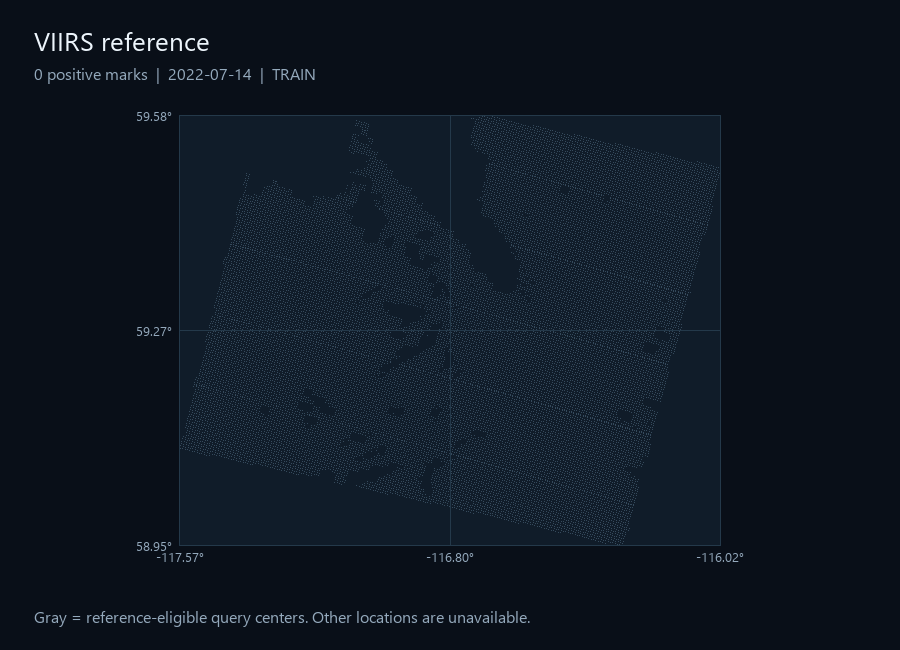 VIIRS reference
0 positive marks | 2022-07-14 | TRAIN
59.58°
59.27°
58.95°
-117.57°
-116.80°
-116.02°
Gray = reference-eligible query centers. Other locations are unavailable.